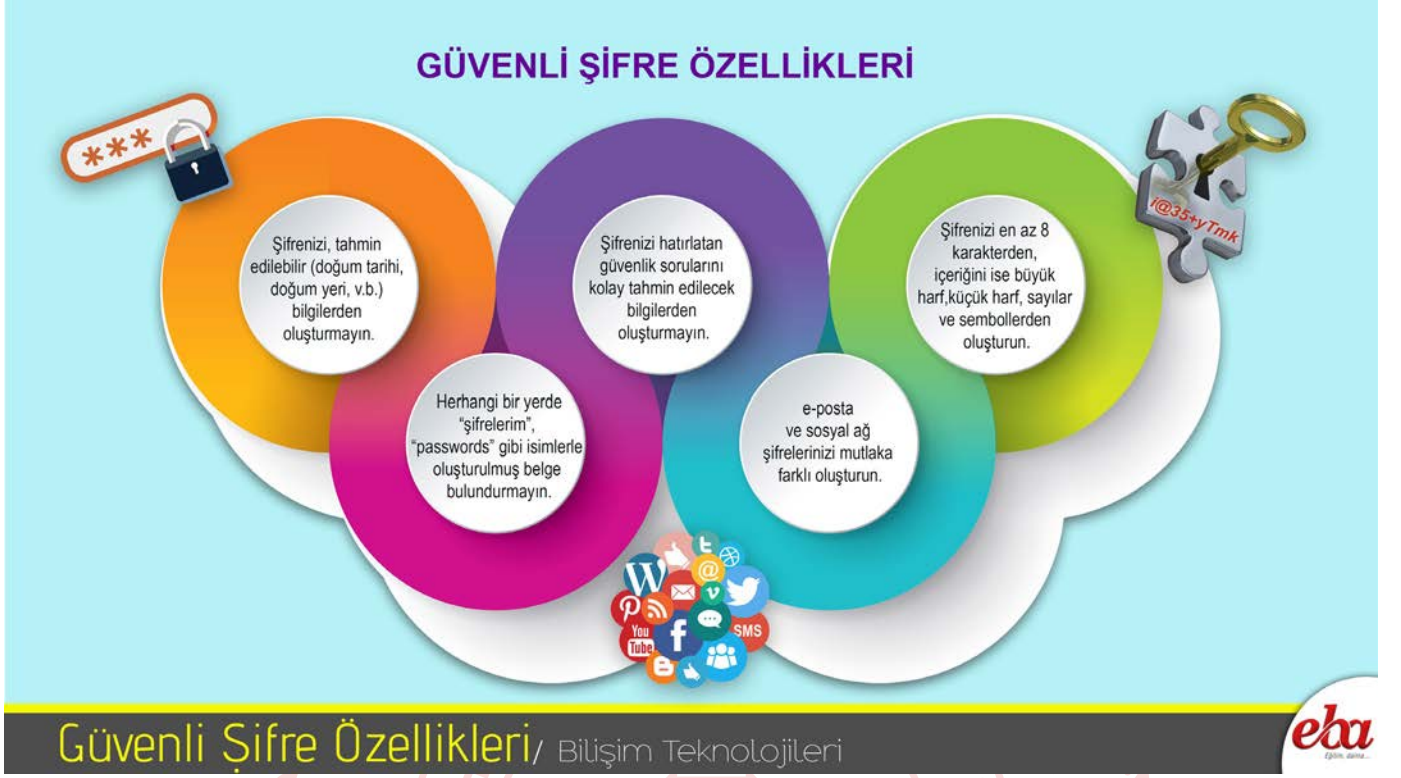 GÜVENLİ ŞİFRE ÖZELLİKLERİ
***
Şifrenizi, tahmin
edilebilir (doğum tarihi,
doğum yeri, v.b.)
bilgilerden
oluşturmayın.
Herhangi bir yerde
“şifrelerim”,
“passwords” gibi isimlerle
oluşturulmuş belge
bulundurmayın.
Şifrenizi hatırlatan
güvenlik sorularını
kolay tahmin edilecek
bilgilerden
oluşturmayın.
e-posta
ve sosyal ağ
şifrelerinizi mutlaka
farklı oluşturun.
Şifrenizi en az 8
karakterden,
içeriğini ise büyük
harf,küçük harf, sayılar
ve sembollerden
oluşturun.
i@35+yTmk
W
@
You
Tube
f
SMS
Güvenli Şifre Özellikleri/ Bilişim Teknolojileri
eba
Eğitim, daima...